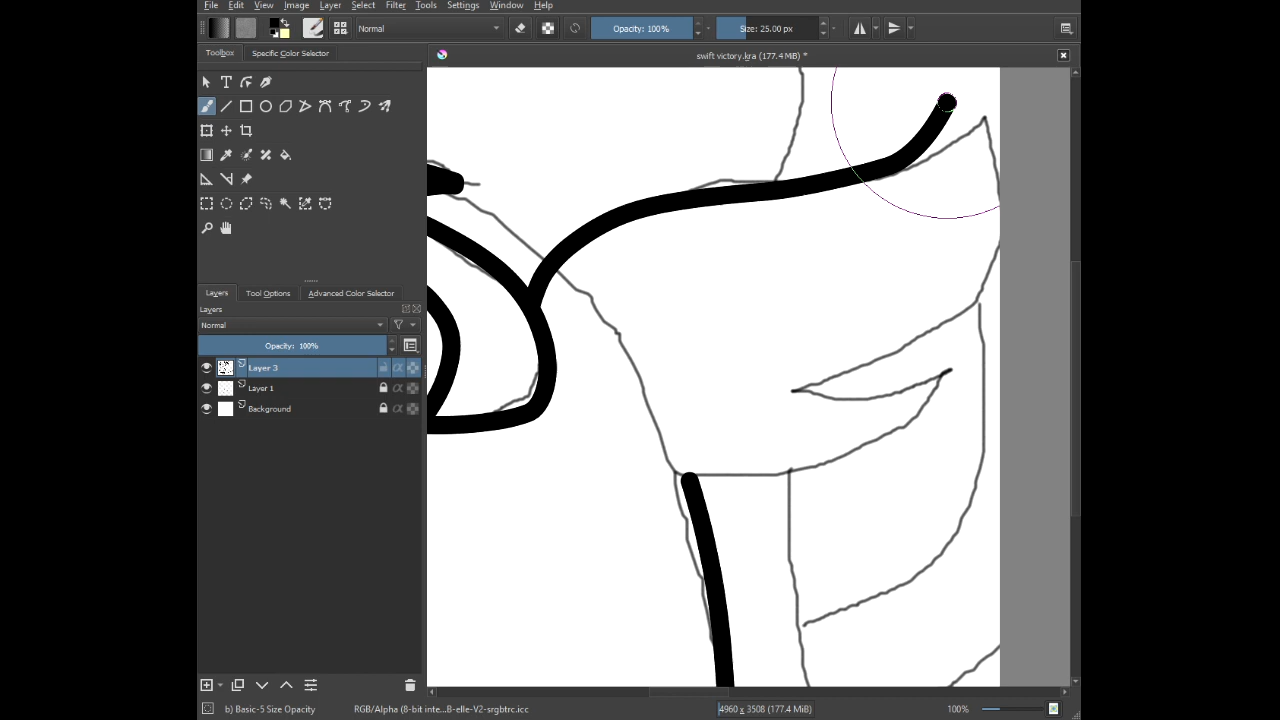 File Edit View Image Layer Select Filter Tools Settings Window Help
Normal Opacity: 100% Size: 25.00 px
Toolbox Specific Color Selector
swift victory.kra (177.4 MiB) *
Layers Tool Options Advanced Color Selector
Layers
Normal
Opacity: 100%
Layer 3
Layer 1
Background
b) Basic-5 Size Opacity RGB/Alpha (8-bit inte...B-elle-V2-srgbtrc.icc 4960 x 3508 (177.4 MiB) 100%